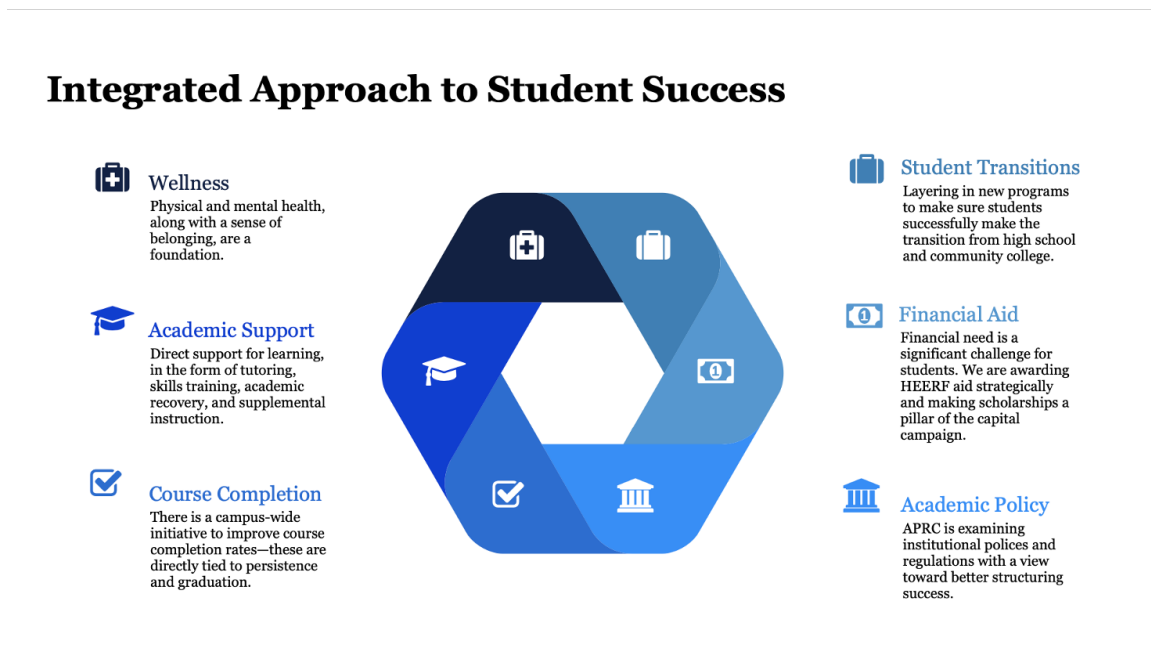 Integrated Approach to Student Success
Wellness
Physical and mental health,
along with a sense of
belonging, are a
foundation.
Academic Support
Direct support for learning,
in the form of tutoring,
skills training, academic
recovery, and supplemental
instruction.
Course Completion
There is a campus-wide
initiative to improve course
completion rates—these are
directly tied to persistence
and graduation.
Student Transitions
Layering in new programs
to make sure students
successfully make the
transition from high school
and community college.
Financial Aid
Financial need is a
significant challenge for
students. We are awarding
HEERF aid strategically
and making scholarships a
pillar of the capital
campaign.
Academic Policy
APRC is examining
institutional polices and
regulations with a view
toward better structuring
success.